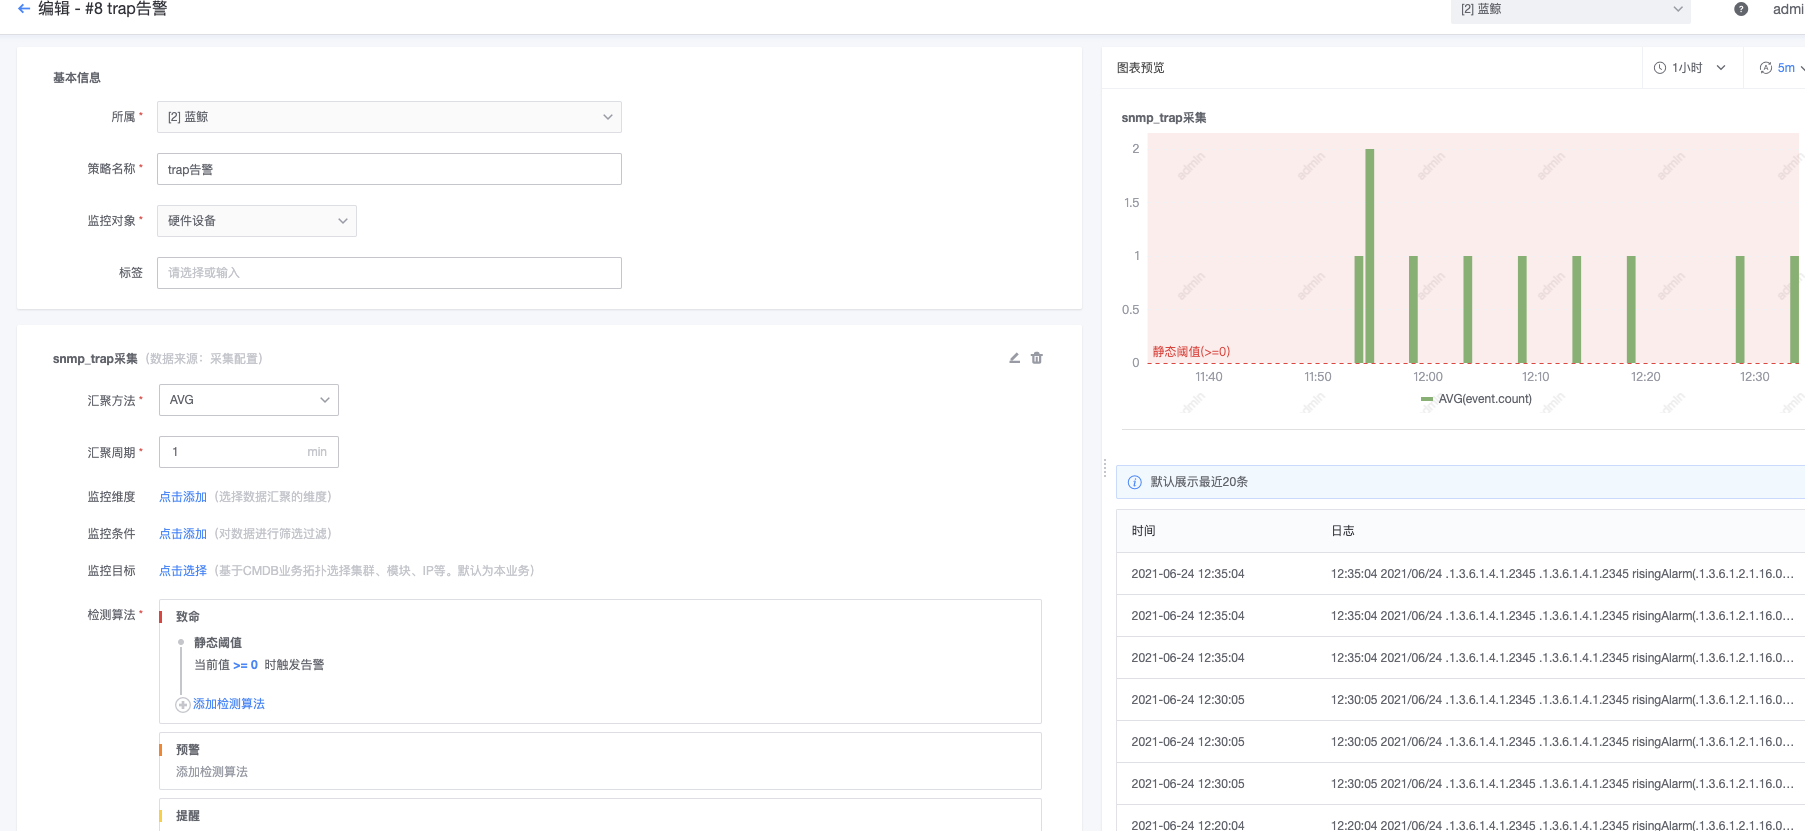 编辑 - #8 trap告警
[2] 蓝鲸
admi
基本信息
所属 *
[2] 蓝鲸
策略名称 *
trap告警
监控对象 *
硬件设备
标签
请选择或输入
snmp_trap采集（数据来源：采集配置）
汇聚方法 *
AVG
汇聚周期 *
1
min
监控维度 点击添加（选择数据汇聚的维度）
监控条件 点击添加（对数据进行筛选过滤）
监控目标 点击选择（基于CMDB业务拓扑选择集群、模块、IP等。默认为本业务）
检测算法 *
致命
静态阈值
当前值 >= 0 时触发告警
添加检测算法
预警
添加检测算法
提醒
图表预览
1小时
5m
snmp_trap采集
2
1.5
1
0.5
0
静态阈值(>=0)
11:40 11:50 12:00 12:10 12:20 12:30
AVG(event.count)
admin admin admin admin admin admin
admin admin admin admin admin admin
admin admin admin admin admin admin
默认展示最近20条
时间 日志
2021-06-24 12:35:04 12:35:04 2021/06/24 .1.3.6.1.4.1.2345 .1.3.6.1.4.1.2345 risingAlarm(.1.3.6.1.2.1.16.0...
2021-06-24 12:35:04 12:35:04 2021/06/24 .1.3.6.1.4.1.2345 .1.3.6.1.4.1.2345 risingAlarm(.1.3.6.1.2.1.16.0...
2021-06-24 12:35:04 12:35:04 2021/06/24 .1.3.6.1.4.1.2345 .1.3.6.1.4.1.2345 risingAlarm(.1.3.6.1.2.1.16.0...
2021-06-24 12:30:05 12:30:05 2021/06/24 .1.3.6.1.4.1.2345 .1.3.6.1.4.1.2345 risingAlarm(.1.3.6.1.2.1.16.0...
2021-06-24 12:30:05 12:30:05 2021/06/24 .1.3.6.1.4.1.2345 .1.3.6.1.4.1.2345 risingAlarm(.1.3.6.1.2.1.16.0...
2021-06-24 12:30:05 12:30:05 2021/06/24 .1.3.6.1.4.1.2345 .1.3.6.1.4.1.2345 risingAlarm(.1.3.6.1.2.1.16.0...
2021-06-24 12:20:04 12:20:04 2021/06/24 .1.3.6.1.4.1.2345 .1.3.6.1.4.1.2345 risingAlarm(.1.3.6.1.2.1.16.0...